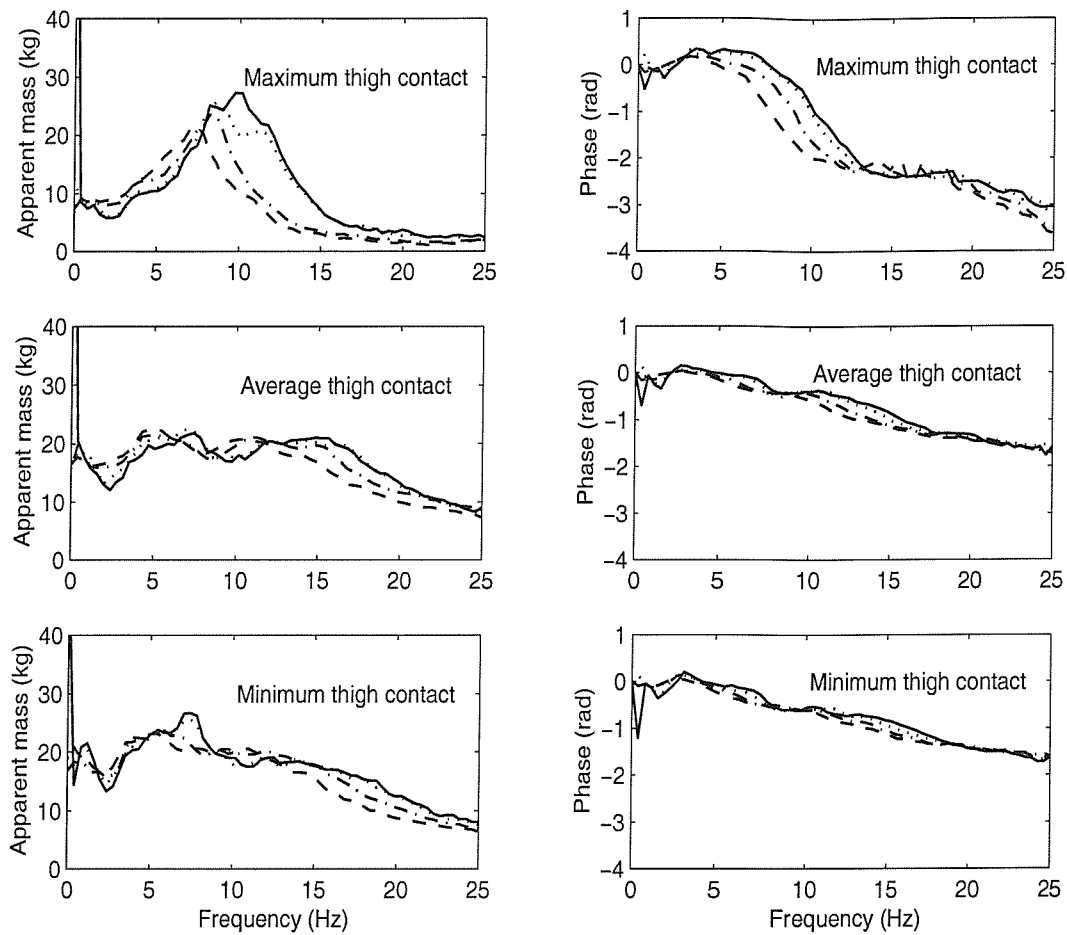 Apparent mass (kg)
40
30
20
10
0
Maximum thigh contact
0 5 10 15 20 25
Phase (rad)
1
0
−1
−2
−3
−4
Maximum thigh contact
0 5 10 15 20 25
Apparent mass (kg)
40
30
20
10
0
Average thigh contact
0 5 10 15 20 25
Phase (rad)
1
0
−1
−2
−3
−4
Average thigh contact
0 5 10 15 20 25
Apparent mass (kg)
40
30
20
10
0
Minimum thigh contact
0 5 10 15 20 25
Frequency (Hz)
Phase (rad)
1
0
−1
−2
−3
−4
Minimum thigh contact
0 5 10 15 20 25
Frequency (Hz)